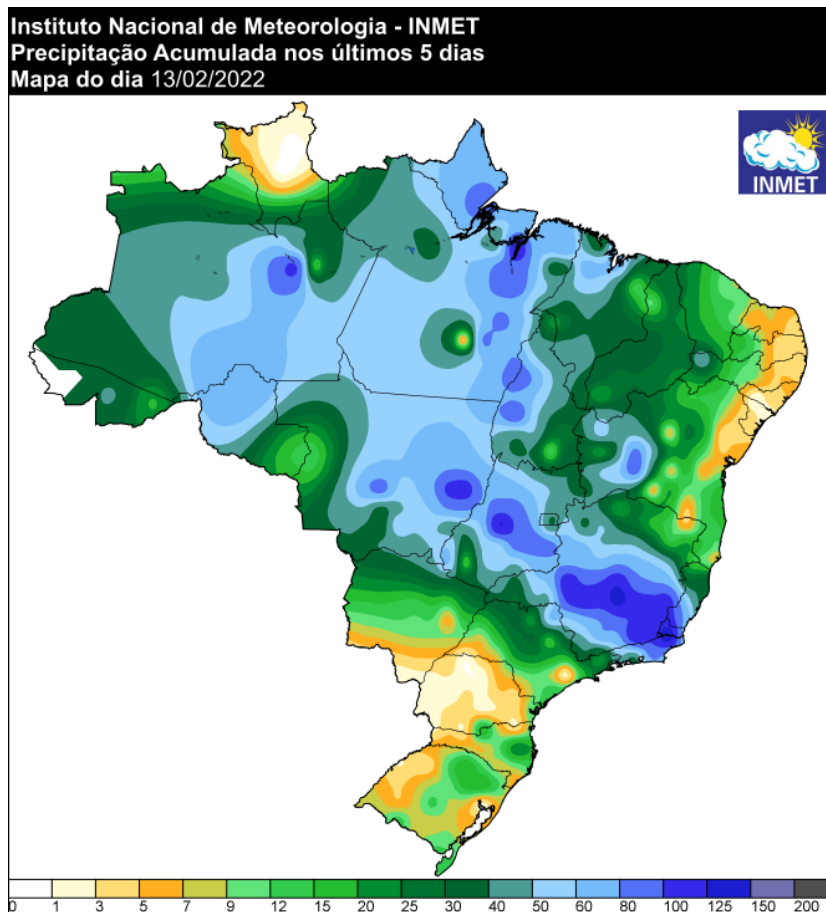 Instituto Nacional de Meteorologia - INMET
Precipitação Acumulada nos últimos 5 dias
Mapa do dia 13/02/2022
INMET
0 1 3 5 7 9 12 15 20 25 30 40 50 60 80 100 125 150 200